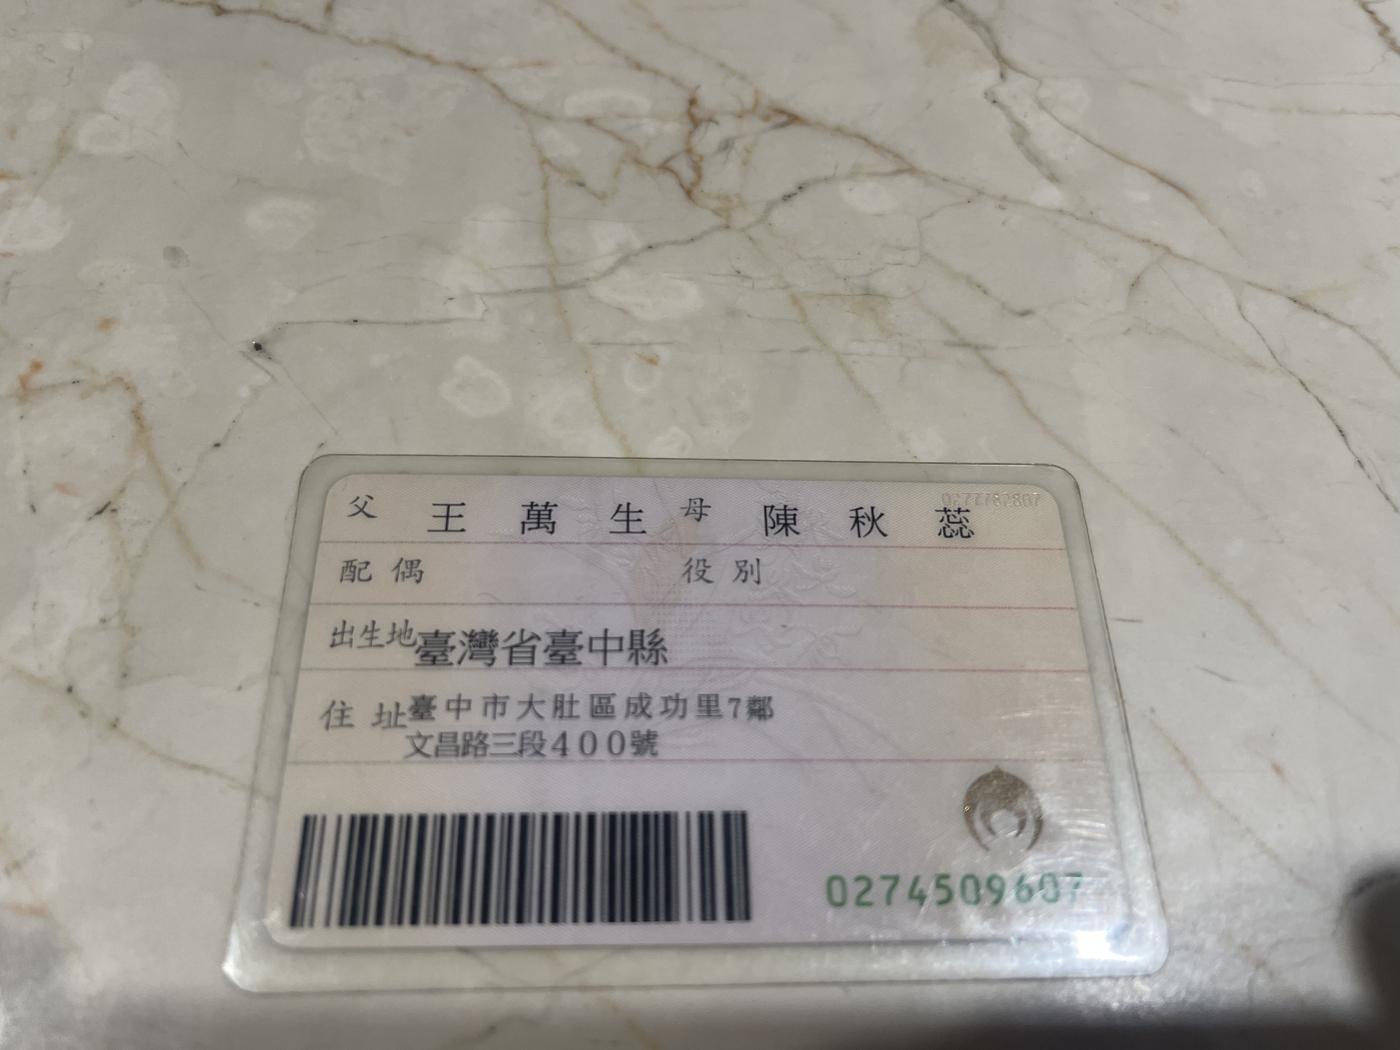 父 王萬生 母 陳秋蕊
配偶 役別
出生地 臺灣省臺中縣
住址 臺中市大肚區成功里7鄰
文昌路三段400號
0274509607